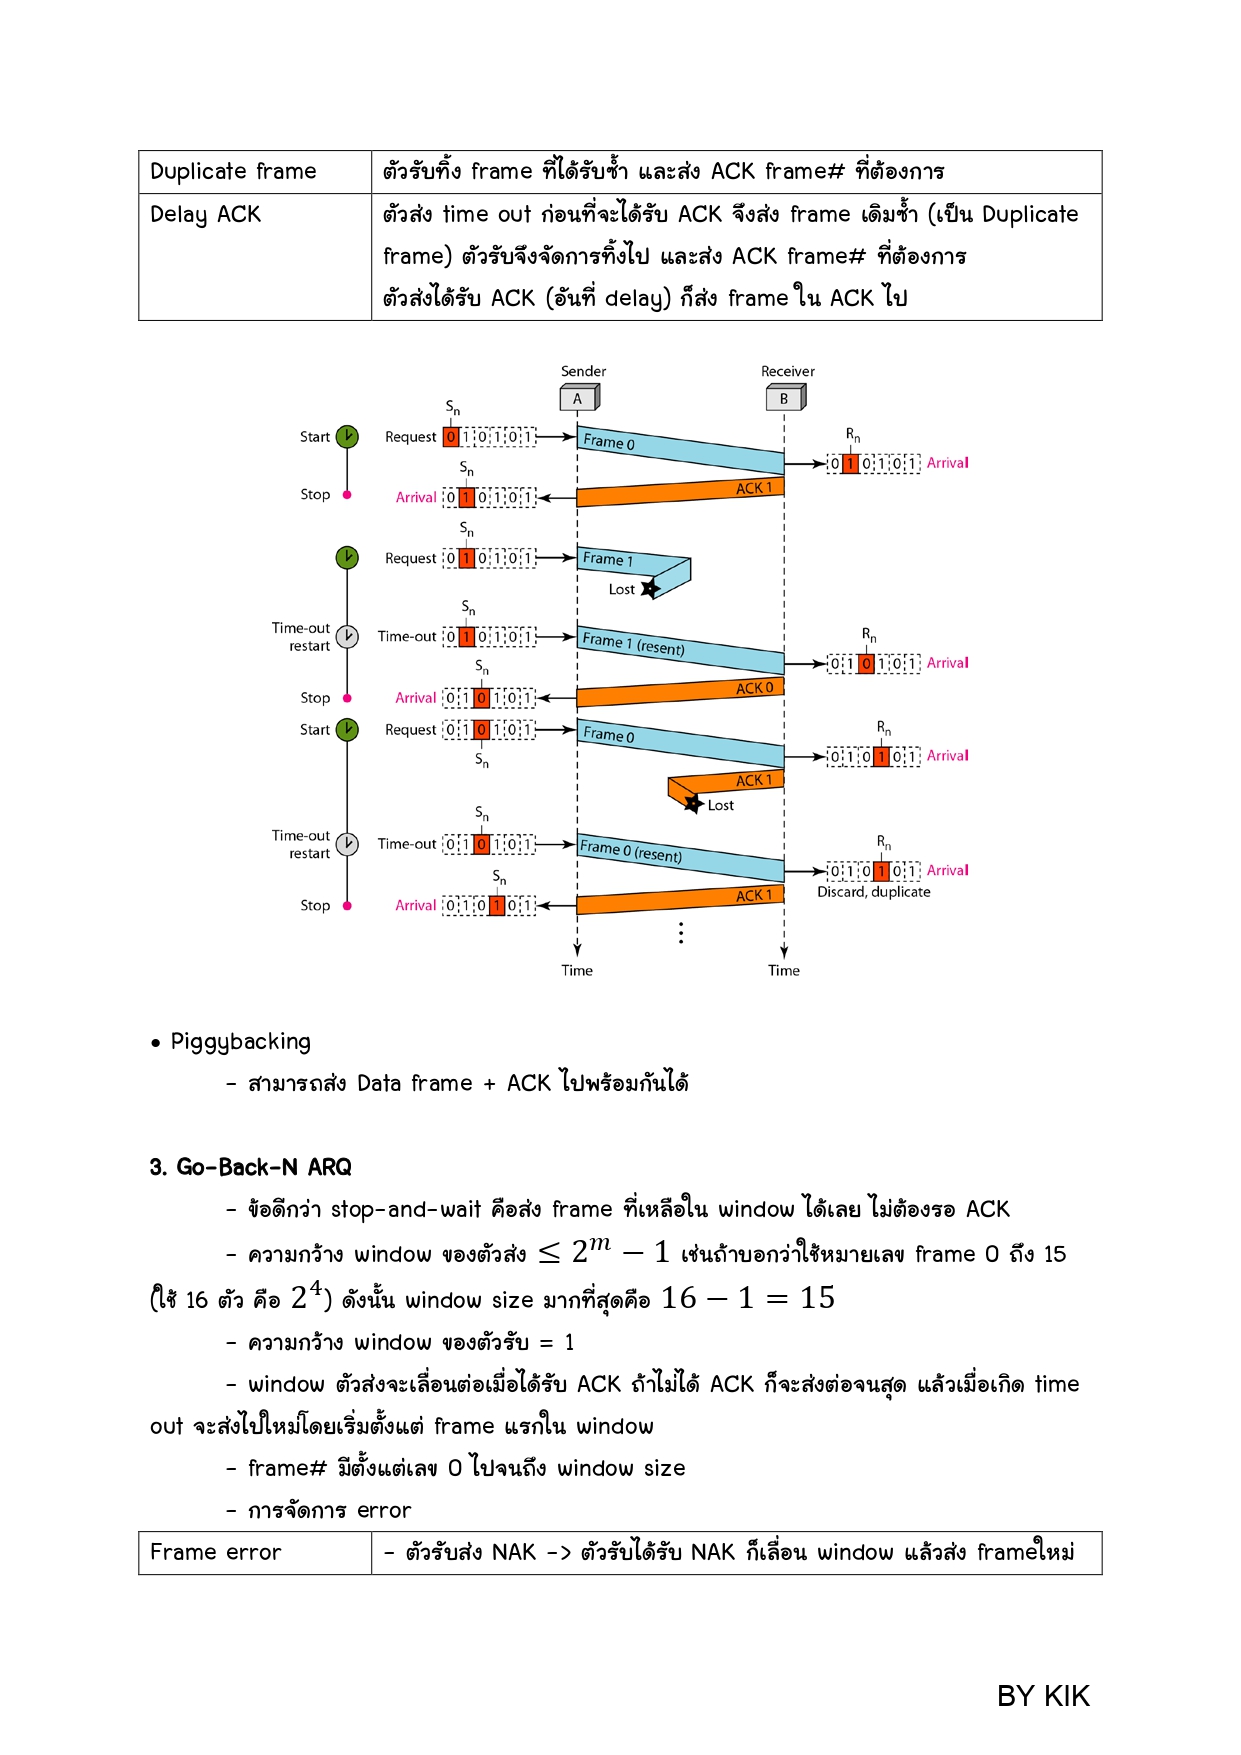 Duplicate frame ตัวรับทิ้ง frame ที่ได้รับซ้ำ และส่ง ACK frame# ที่ต้องการ
Delay ACK ตัวส่ง time out ก่อนที่จะได้รับ ACK จึงส่ง frame เดิมซ้ำ (เป็น Duplicate
frame) ตัวรับจึงจัดการทิ้งไป และส่ง ACK frame# ที่ต้องการ
ตัวส่งได้รับ ACK (อันที่ delay) ก็ส่ง frame ใน ACK ไป
Sender Receiver
A B
Sn
Start Request 0 1 0 1 0 1 Frame 0
Rn
0 1 0 1 0 1 Arrival
Sn
Stop Arrival 0 1 0 1 0 1 ACK 1
Sn
Request 0 1 0 1 0 1 Frame 1
Lost
Sn
Time-out
restart Time-out 0 1 0 1 0 1 Frame 1 (resent)
Rn
0 1 0 1 0 1 Arrival
Sn
Stop Arrival 0 1 0 1 0 1 ACK 0
Start Request 0 1 0 1 0 1 Frame 0
Sn
Rn
0 1 0 1 0 1 Arrival
ACK 1
Lost
Sn
Time-out
restart Time-out 0 1 0 1 0 1 Frame 0 (resent)
Rn
0 1 0 1 0 1 Arrival
Discard, duplicate
Sn
Stop Arrival 0 1 0 1 0 1 ACK 1
Time Time
• Piggybacking
- สามารถส่ง Data frame + ACK ไปพร้อมกันได้
3. Go-Back-N ARQ
- ข้อดีกว่า stop-and-wait คือส่ง frame ที่เหลือใน window ได้เลย ไม่ต้องรอ ACK
- ความกว้าง window ของตัวส่ง ≤ 2^m − 1 เช่นถ้าบอกว่าใช้หมายเลข frame 0 ถึง 15
(ใช้ 16 ตัว คือ 2^4) ดังนั้น window size มากที่สุดคือ 16 − 1 = 15
- ความกว้าง window ของตัวรับ = 1
- window ตัวส่งจะเลื่อนต่อเมื่อได้รับ ACK ถ้าไม่ได้ ACK ก็จะส่งต่อจนสุด แล้วเมื่อเกิด time
out จะส่งไปใหม่โดยเริ่มตั้งแต่ frame แรกใน window
- frame# มีตั้งแต่เลข 0 ไปจนถึง window size
- การจัดการ error
Frame error - ตัวรับส่ง NAK -> ตัวรับได้รับ NAK ก็เลื่อน window แล้วส่ง frameใหม่
BY KIK